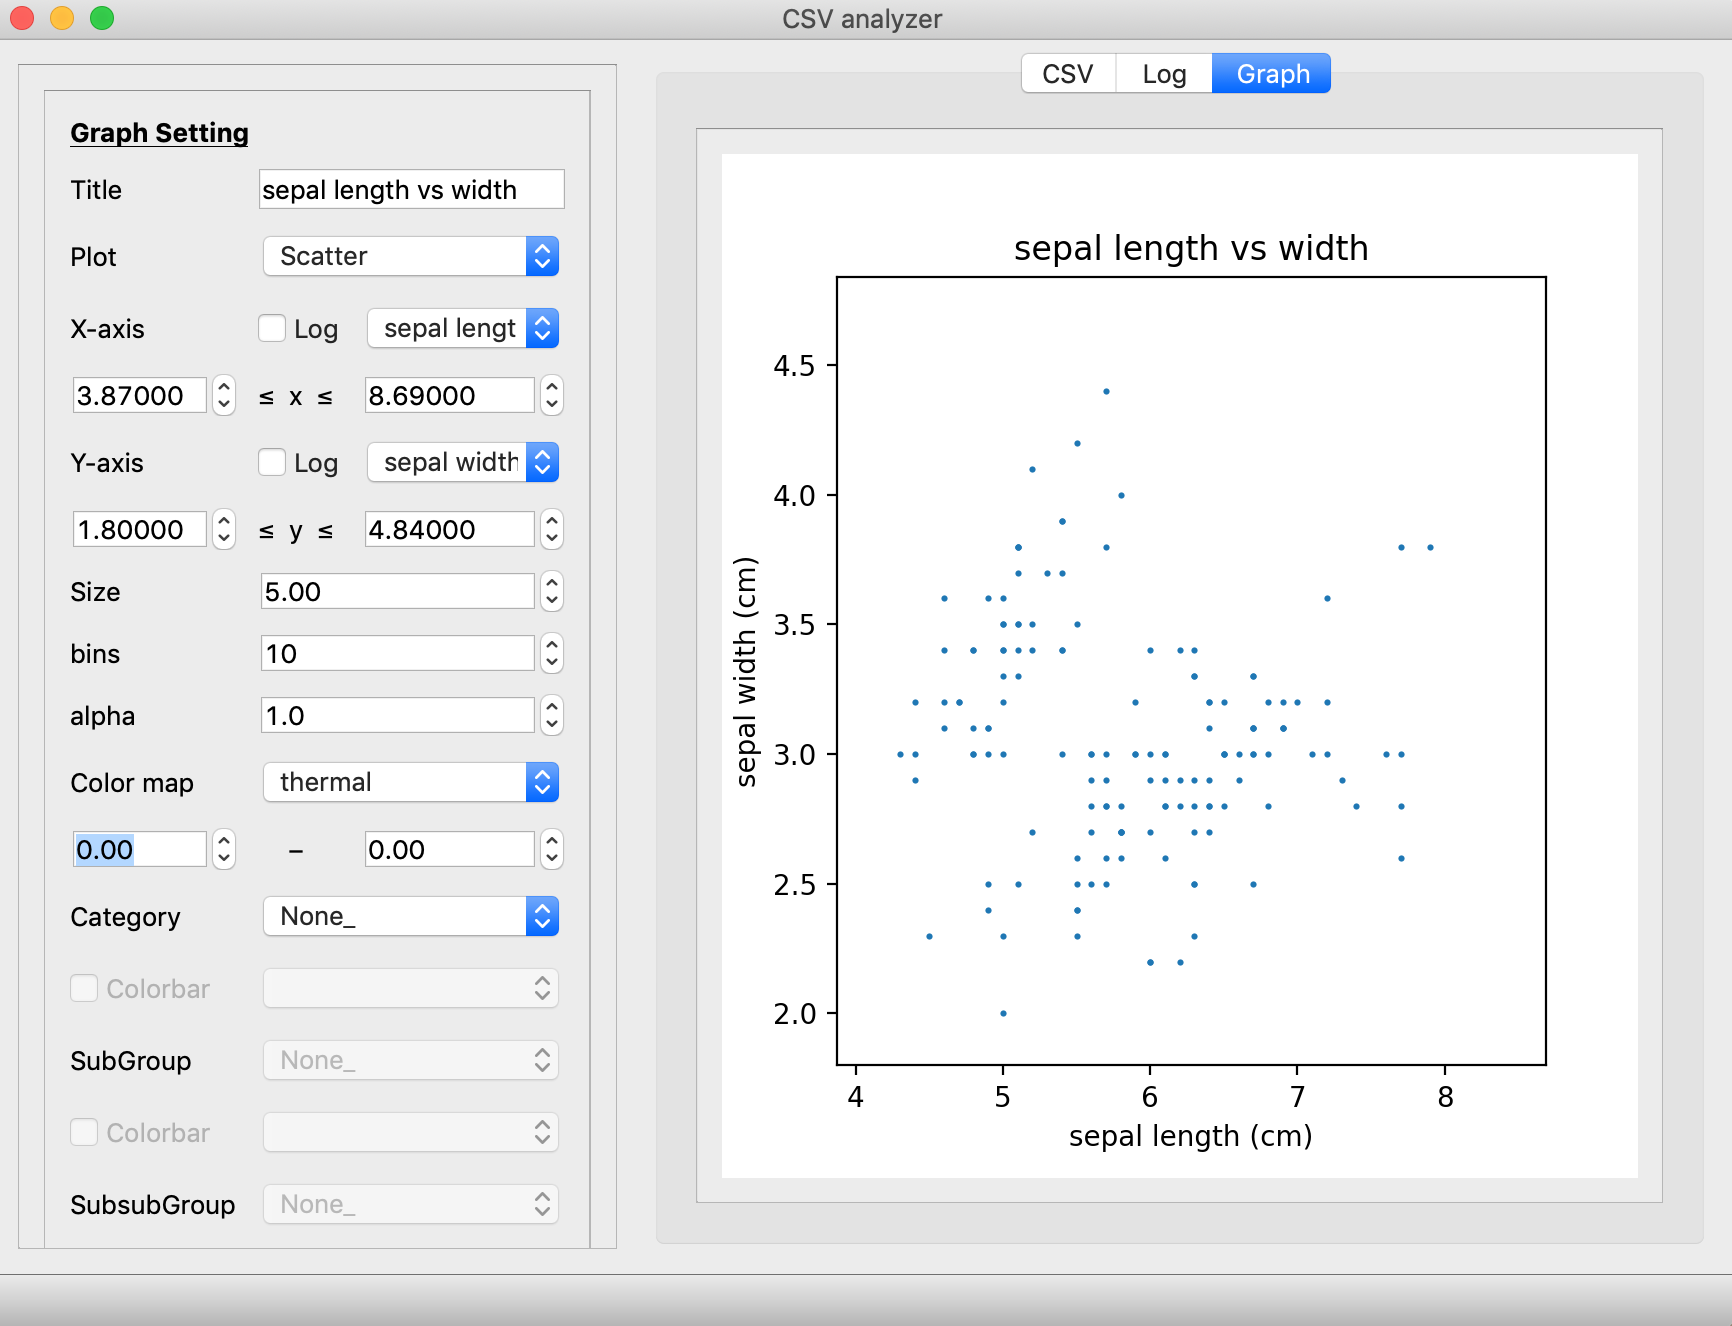 CSV analyzer
Graph Setting
Title sepal length vs width
Plot Scatter
X-axis Log sepal lengt
3.87000 ≤ x ≤ 8.69000
Y-axis Log sepal width
1.80000 ≤ y ≤ 4.84000
Size 5.00
bins 10
alpha 1.0
Color map thermal
0.00 – 0.00
Category None_
Colorbar
SubGroup None_
Colorbar
SubsubGroup None_
CSV Log Graph
sepal length vs width
sepal width (cm)
4.5
4.0
3.5
3.0
2.5
2.0
4 5 6 7 8
sepal length (cm)